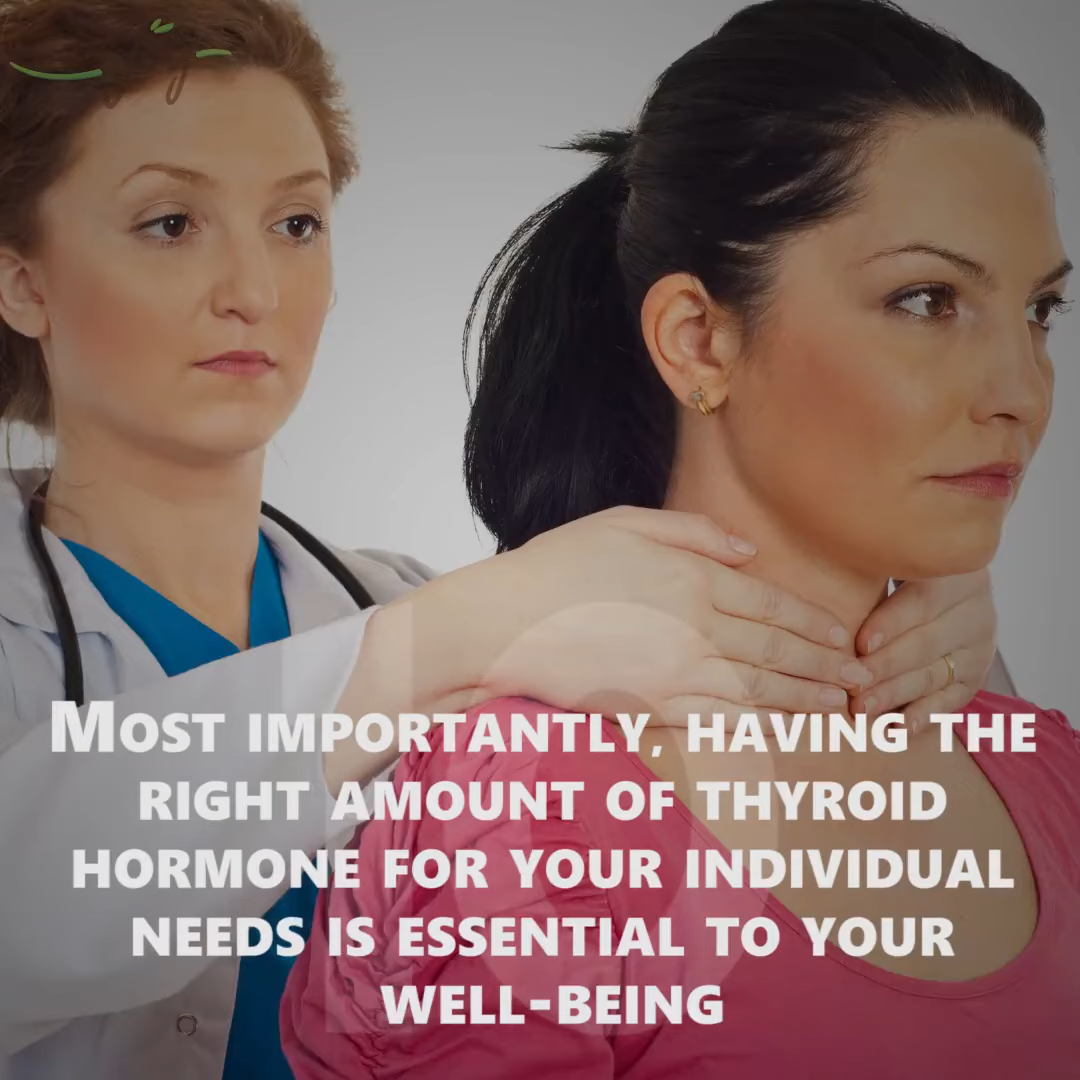 Most importantly, having the
right amount of thyroid
hormone for your individual
needs is essential to your
well-being